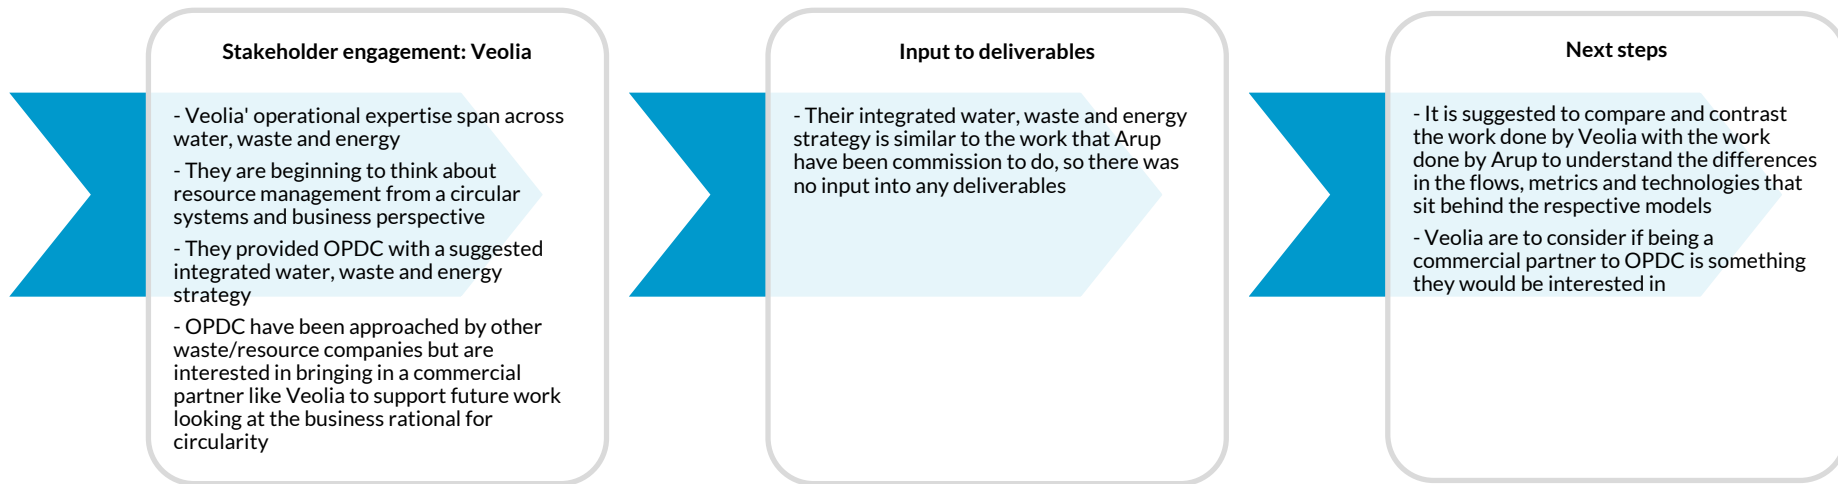 Stakeholder engagement: Veolia
- Veolia' operational expertise span across
water, waste and energy
- They are beginning to think about
resource management from a circular
systems and business perspective
- They provided OPDC with a suggested
integrated water, waste and energy
strategy
- OPDC have been approached by other
waste/resource companies but are
interested in bringing in a commercial
partner like Veolia to support future work
looking at the business rational for
circularity
Input to deliverables
- Their integrated water, waste and energy
strategy is similar to the work that Arup
have been commission to do, so there was
no input into any deliverables
Next steps
- It is suggested to compare and contrast
the work done by Veolia with the work
done by Arup to understand the differences
in the flows, metrics and technologies that
sit behind the respective models
- Veolia are to consider if being a
commercial partner to OPDC is something
they would be interested in